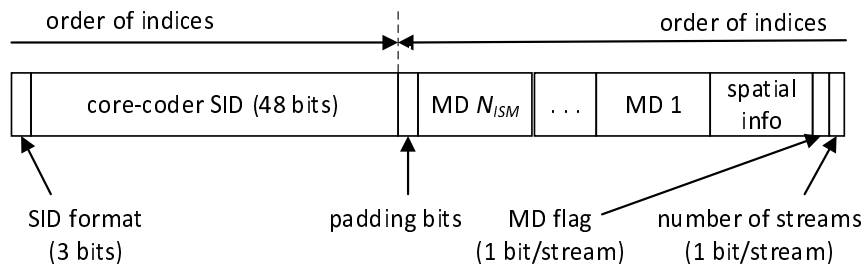 order of indices
order of indices
core-coder SID (48 bits)
MD N_ISM
. . .
MD 1
spatial
info
SID format
(3 bits)
padding bits
MD flag
(1 bit/stream)
number of streams
(1 bit/stream)